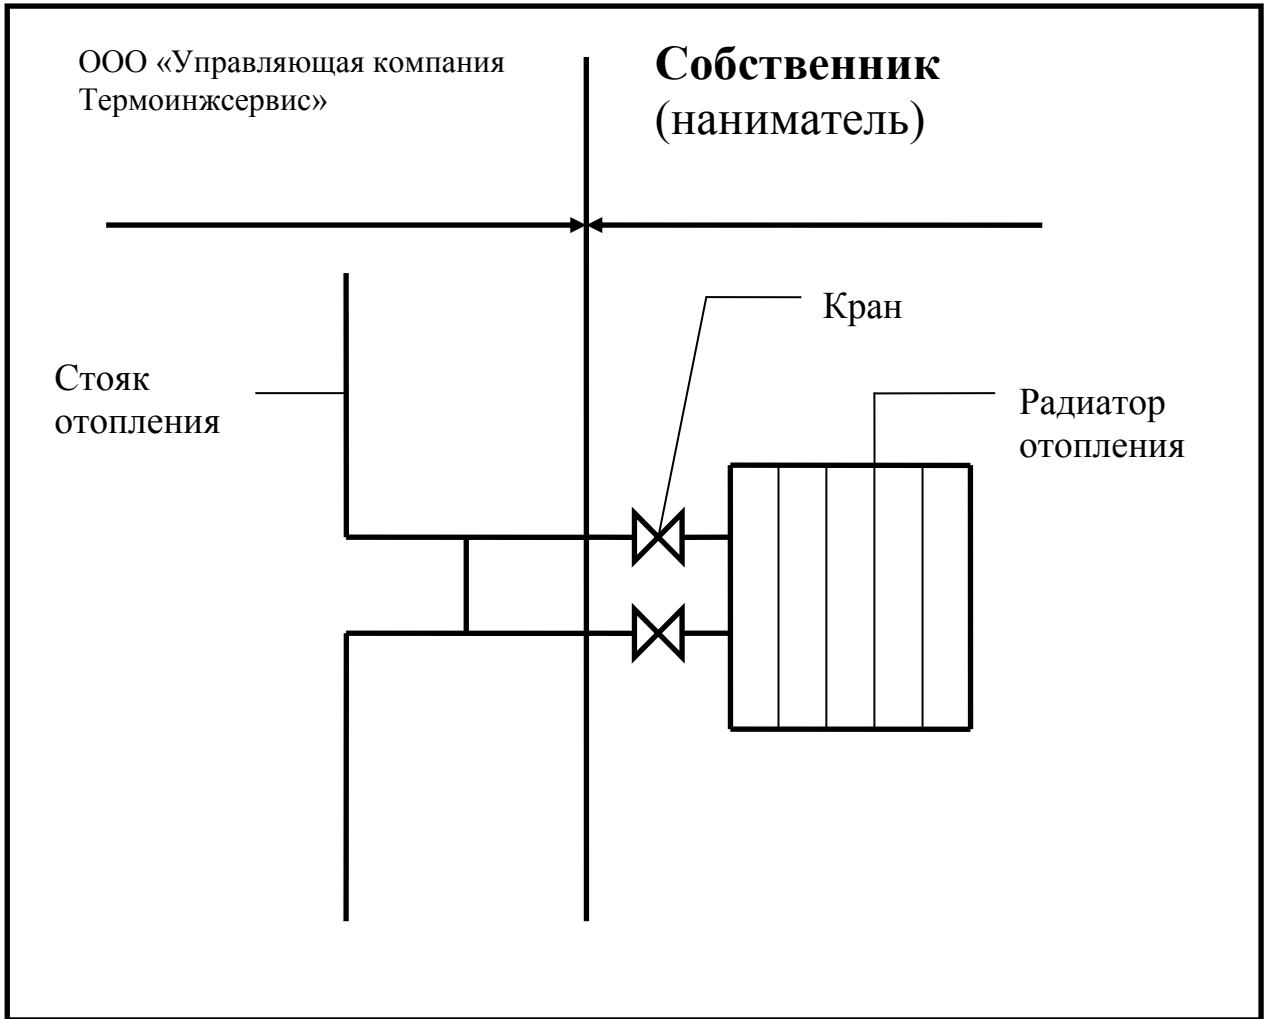 ООО «Управляющая компания
Термоинжсервис»
Собственник
(наниматель)
Кран
Стояк
отопления
Радиатор
отопления